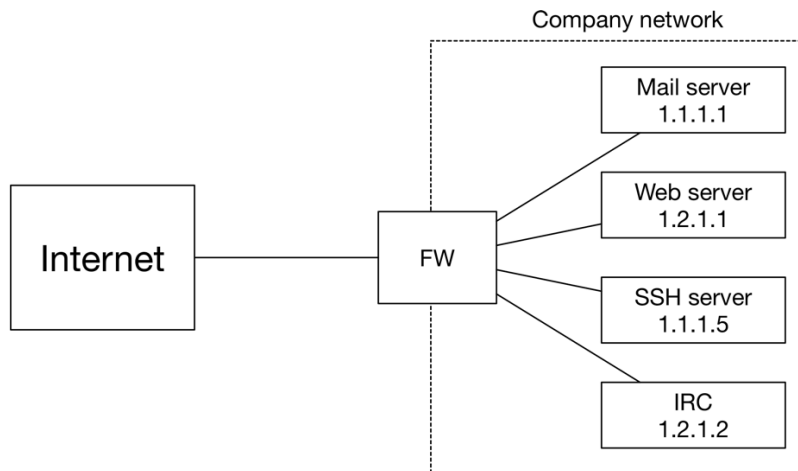 Company network
Mail server
1.1.1.1
Web server
1.2.1.1
Internet
FW
SSH server
1.1.1.5
IRC
1.2.1.2